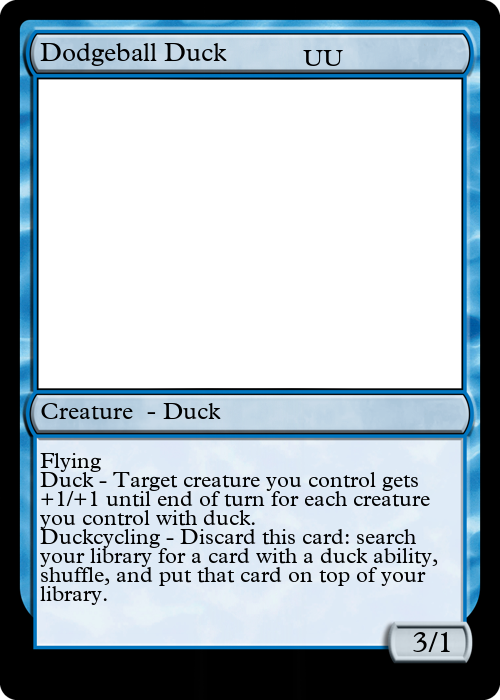 Dodgeball Duck UU
Creature - Duck
Flying
Duck - Target creature you control gets
+1/+1 until end of turn for each creature
you control with duck.
Duckcycling - Discard this card: search
your library for a card with a duck ability,
shuffle, and put that card on top of your
library.
3/1